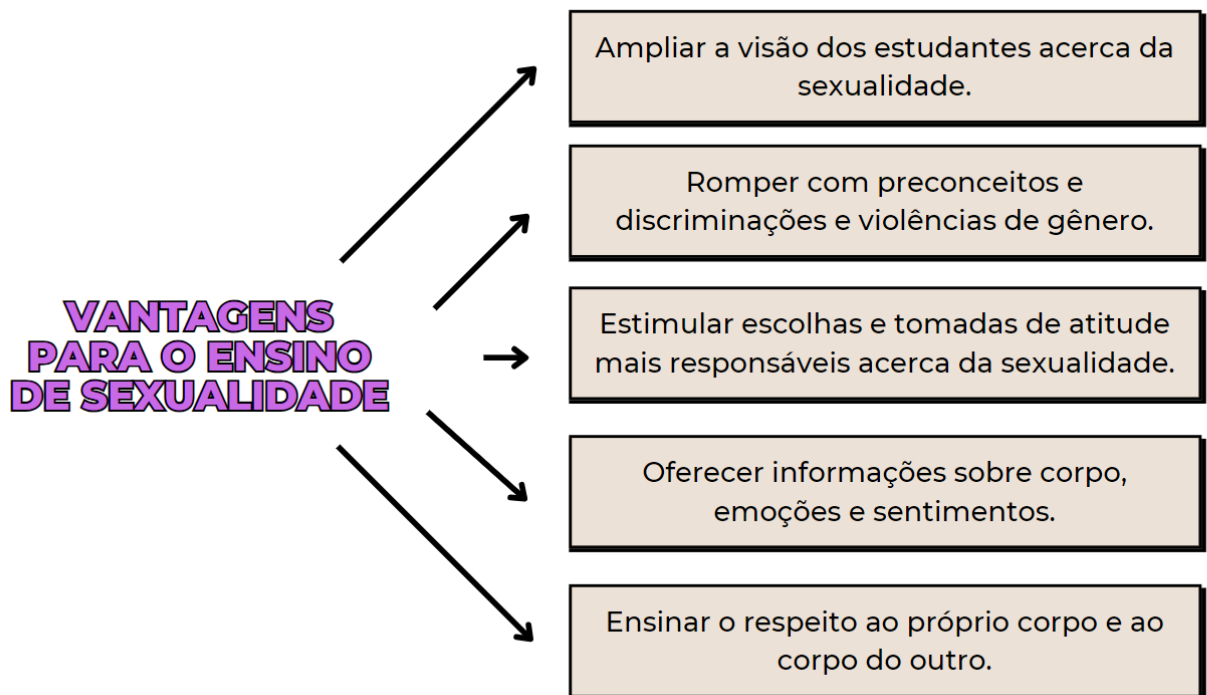 VANTAGENS
PARA O ENSINO
DE SEXUALIDADE
Ampliar a visão dos estudantes acerca da
sexualidade.
Romper com preconceitos e
discriminações e violências de gênero.
Estimular escolhas e tomadas de atitude
mais responsáveis acerca da sexualidade.
Oferecer informações sobre corpo,
emoções e sentimentos.
Ensinar o respeito ao próprio corpo e ao
corpo do outro.